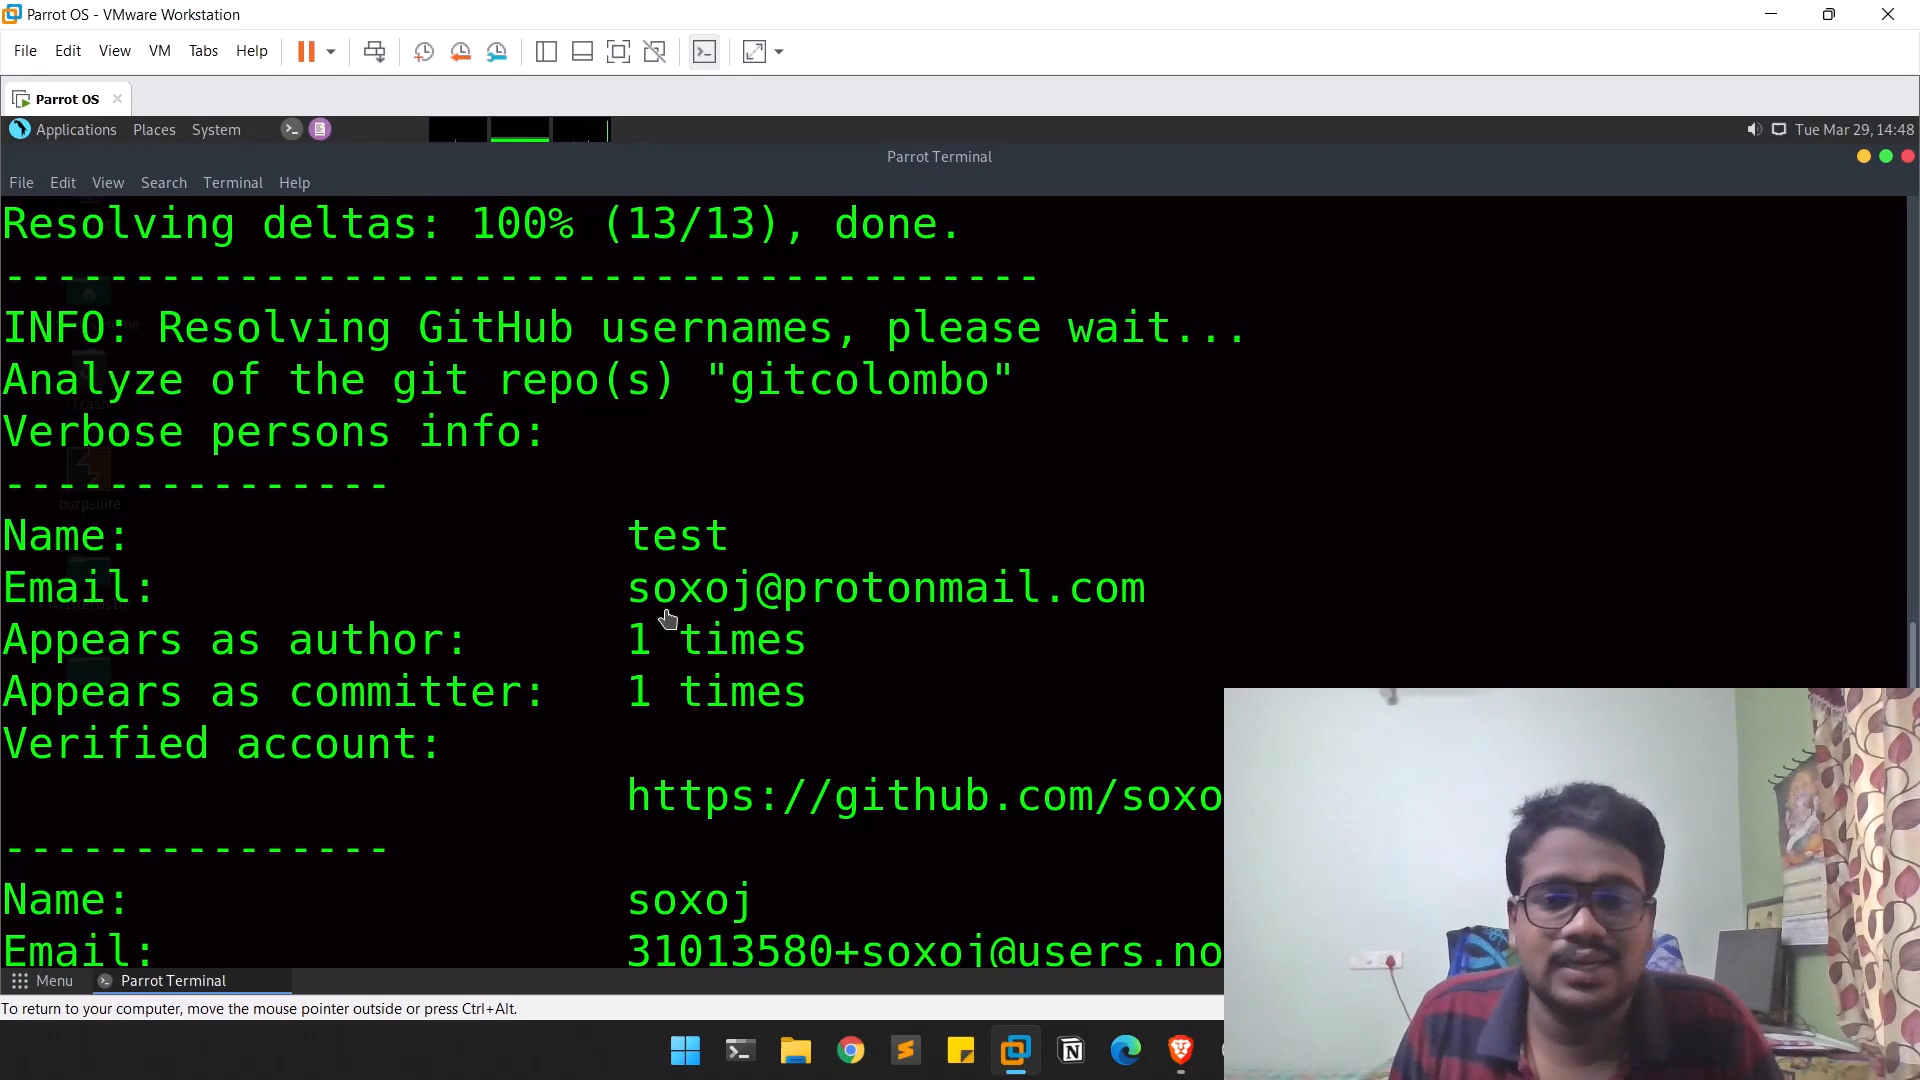 Parrot OS - VMware Workstation
File Edit View VM Tabs Help
Parrot OS
Applications Places System Tue Mar 29, 14:48
Parrot Terminal
File Edit View Search Terminal Help
Resolving deltas: 100% (13/13), done.
----------------------------------------
INFO: Resolving GitHub usernames, please wait...
Analyze of the git repo(s) "gitcolombo"
Verbose persons info:
---------------
Name: test
Email: soxoj@protonmail.com
Appears as author: 1 times
Appears as committer: 1 times
Verified account:
https://github.com/soxo
---------------
Name: soxoj
Email: 31013580+soxoj@users.no
burpsuite
Menu Parrot Terminal
To return to your computer, move the mouse pointer outside or press Ctrl+Alt.